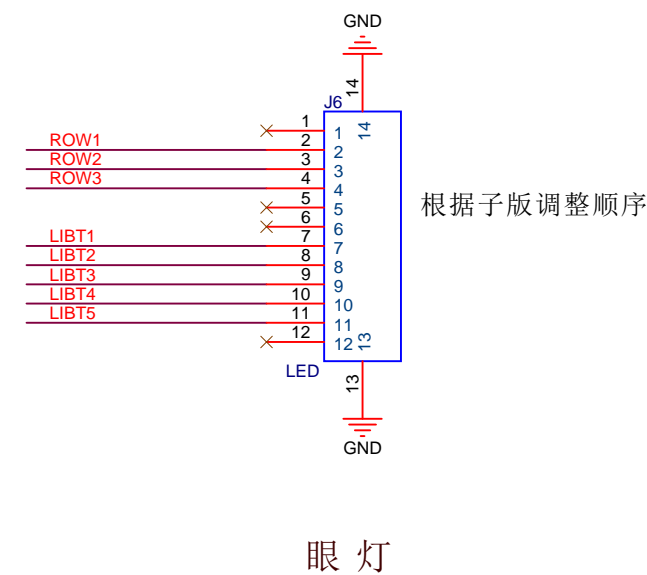 GND
14
J6
1 1 14
ROW1 2 2
ROW2 3 3
ROW3 4 4
5 5 根据子版调整顺序
6 6
LIBT1 7 7
LIBT2 8 8
LIBT3 9 9
LIBT4 10 10
LIBT5 11 11
12 12 13
LED
13
GND
眼 灯